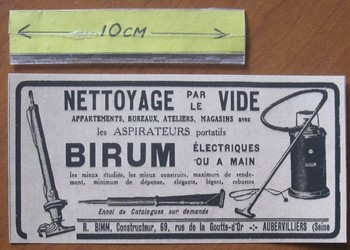 10CM
NETTOYAGE PAR LE VIDE
APPARTEMENTS, BUREAUX, ATELIERS, MAGASINS avec
les ASPIRATEURS portatifs
BIRUM ÉLECTRIQUES OU A MAIN
les mieux étudiés, les mieux construits, maximum de rende-
ment, minimum de dépense, élégants, légers, robustes
Envoi de Catalogues sur demande
R. BIMM, Constructeur, 69, rue de la Goutte-d'Or -:- AUBERVILLIERS (Seine